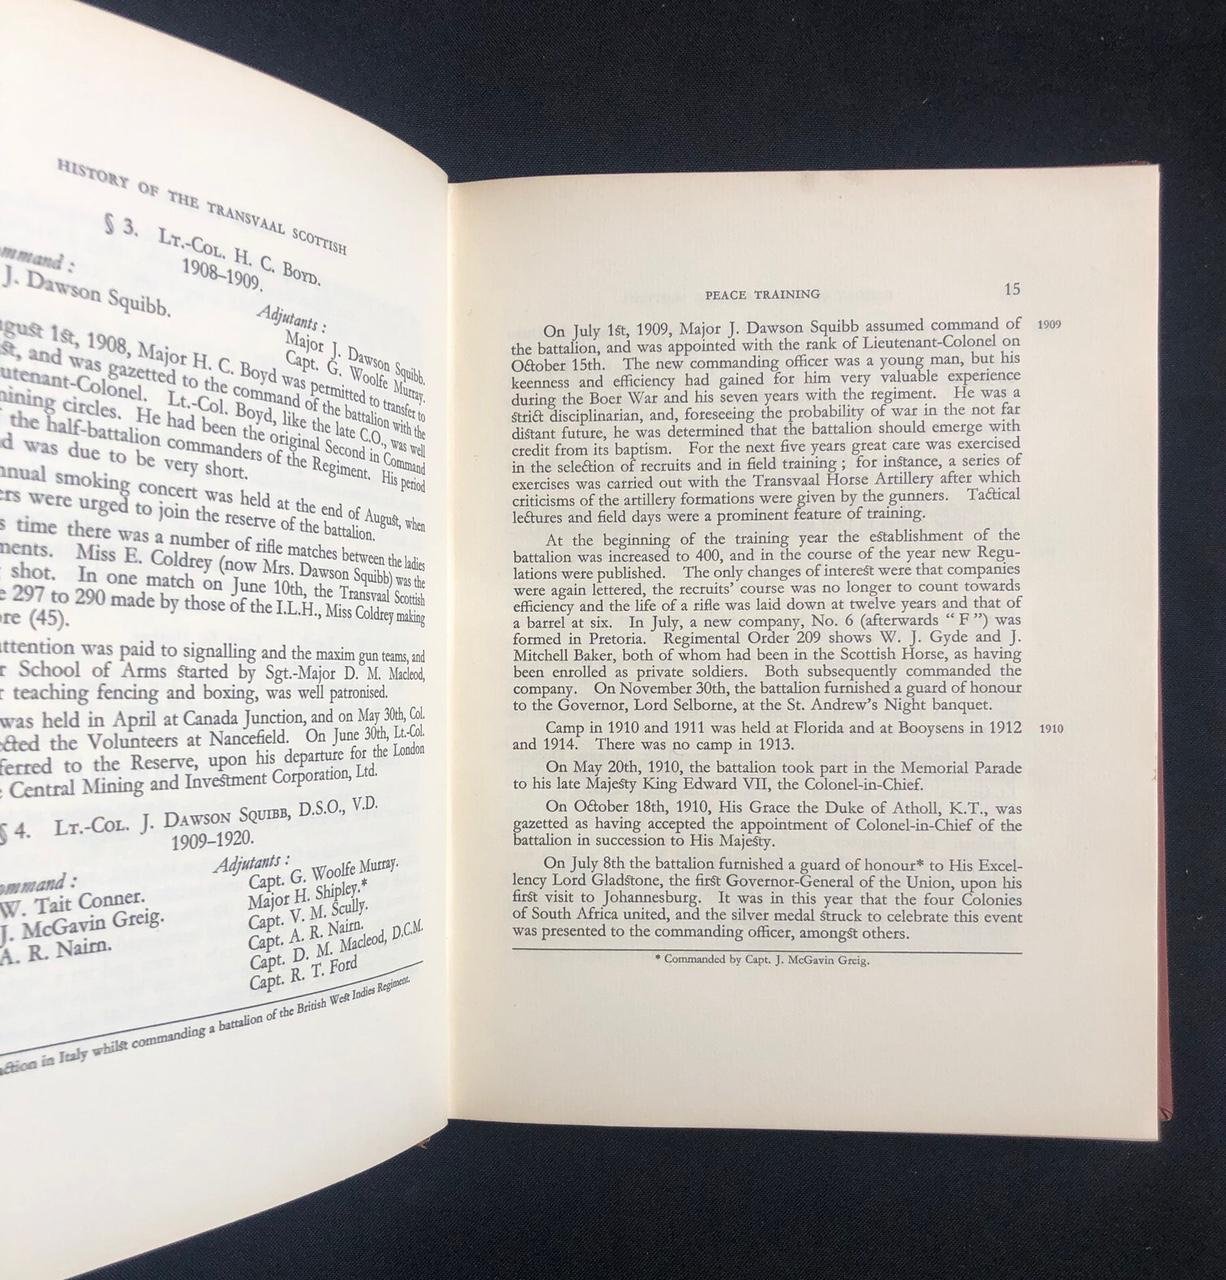 HISTORY OF THE TRANSVAAL SCOTTISH
§ 3. LT.-COL. H. C. BOYD.
1908–1909.
ommand :
J. Dawson Squibb.
Adjutants :
Major J. Dawson Squibb.
Capt. G. Woolfe Murray.
gust 1st, 1908, Major H. C. Boyd was permitted to transfer to
st, and was gazetted to the command of the battalion with the
utenant-Colonel. Lt.-Col. Boyd, like the late C.O., was well
ining circles. He had been the original Second in Command
the half-battalion commanders of the Regiment. His period
d was due to be very short.
nnual smoking concert was held at the end of August, when
ers were urged to join the reserve of the battalion.
s time there was a number of rifle matches between the ladies
ments. Miss E. Coldrey (now Mrs. Dawson Squibb) was the
shot. In one match on June 10th, the Transvaal Scottish
e 297 to 290 made by those of the I.L.H., Miss Coldrey making
re (45).
ttention was paid to signalling and the maxim gun teams, and
r School of Arms started by Sgt.-Major D. M. Macleod,
r teaching fencing and boxing, was well patronised.
was held in April at Canada Junction, and on May 30th, Col.
ected the Volunteers at Nancefield. On June 30th, Lt.-Col.
ferred to the Reserve, upon his departure for the London
e Central Mining and Investment Corporation, Ltd.
§ 4. LT.-COL. J. DAWSON SQUIBB, D.S.O., V.D.
1909–1920.
ommand :
W. Tait Conner.
J. McGavin Greig.
A. R. Nairn.
Adjutants :
Capt. G. Woolfe Murray.
Major H. Shipley.*
Capt. V. M. Scully.
Capt. A. R. Nairn.
Capt. D. M. Macleod, D.C.M.
Capt. R. T. Ford
action in Italy whilst commanding a battalion of the British West Indies Regiment.
PEACE TRAINING 15
On July 1st, 1909, Major J. Dawson Squibb assumed command of 1909
the battalion, and was appointed with the rank of Lieutenant-Colonel on
October 15th. The new commanding officer was a young man, but his
keenness and efficiency had gained for him very valuable experience
during the Boer War and his seven years with the regiment. He was a
strict disciplinarian, and, foreseeing the probability of war in the not far
distant future, he was determined that the battalion should emerge with
credit from its baptism. For the next five years great care was exercised
in the selection of recruits and in field training ; for instance, a series of
exercises was carried out with the Transvaal Horse Artillery after which
criticisms of the artillery formations were given by the gunners. Tactical
lectures and field days were a prominent feature of training.
At the beginning of the training year the establishment of the
battalion was increased to 400, and in the course of the year new Regu-
lations were published. The only changes of interest were that companies
were again lettered, the recruits' course was no longer to count towards
efficiency and the life of a rifle was laid down at twelve years and that of
a barrel at six. In July, a new company, No. 6 (afterwards “ F ”) was
formed in Pretoria. Regimental Order 209 shows W. J. Gyde and J.
Mitchell Baker, both of whom had been in the Scottish Horse, as having
been enrolled as private soldiers. Both subsequently commanded the
company. On November 30th, the battalion furnished a guard of honour
to the Governor, Lord Selborne, at the St. Andrew's Night banquet.
Camp in 1910 and 1911 was held at Florida and at Booysens in 1912 1910
and 1914. There was no camp in 1913.
On May 20th, 1910, the battalion took part in the Memorial Parade
to his late Majesty King Edward VII, the Colonel-in-Chief.
On October 18th, 1910, His Grace the Duke of Atholl, K.T., was
gazetted as having accepted the appointment of Colonel-in-Chief of the
battalion in succession to His Majesty.
On July 8th the battalion furnished a guard of honour* to His Excel-
lency Lord Gladstone, the first Governor-General of the Union, upon his
first visit to Johannesburg. It was in this year that the four Colonies
of South Africa united, and the silver medal struck to celebrate this event
was presented to the commanding officer, amongst others.
* Commanded by Capt. J. McGavin Greig.